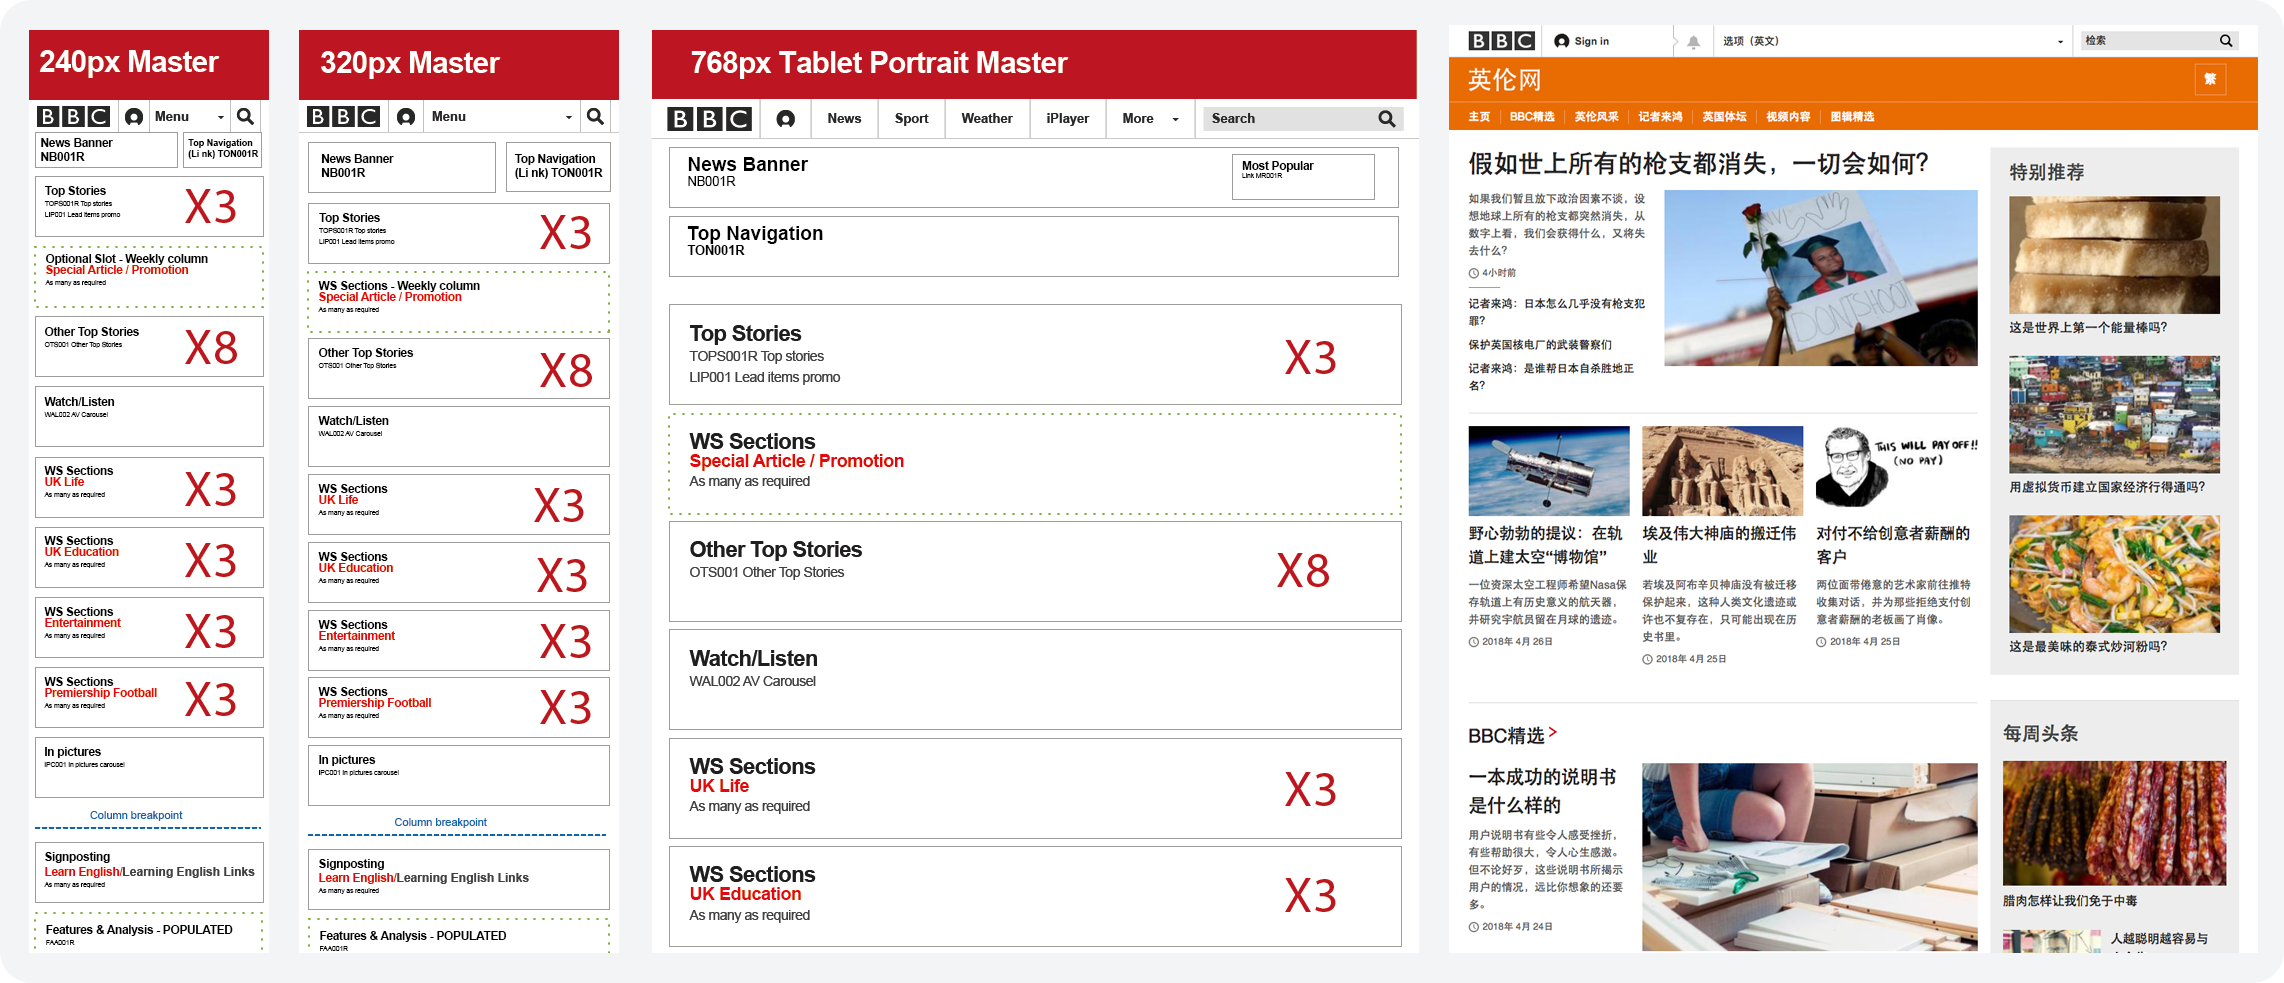 240px Master
BBC
Menu
News Banner
NB001R
Top Navigation
(Li nk) TON001R
Top Stories
TOPS001R Top stories
LIP001 Lead items promo
X3
Optional Slot - Weekly column
Special Article / Promotion
As many as required
Other Top Stories
OTS001 Other Top Stories
X8
Watch/Listen
WAL002 AV Carousel
WS Sections
UK Life
As many as required
X3
WS Sections
UK Education
As many as required
X3
WS Sections
Entertainment
As many as required
X3
WS Sections
Premiership Football
As many as required
X3
In pictures
IPC001 In pictures carousel
Column breakpoint
Signposting
Learn English/Learning English Links
As many as required
Features & Analysis - POPULATED
FAA001R
320px Master
BBC
Menu
News Banner
NB001R
Top Navigation
(Li nk) TON001R
Top Stories
TOPS001R Top stories
LIP001 Lead items promo
X3
WS Sections - Weekly column
Special Article / Promotion
As many as required
Other Top Stories
OTS001 Other Top Stories
X8
Watch/Listen
WAL002 AV Carousel
WS Sections
UK Life
As many as required
X3
WS Sections
UK Education
As many as required
X3
WS Sections
Entertainment
As many as required
X3
WS Sections
Premiership Football
As many as required
X3
In pictures
IPC001 In pictures carousel
Column breakpoint
Signposting
Learn English/Learning English Links
As many as required
Features & Analysis - POPULATED
FAA001R
768px Tablet Portrait Master
BBC News Sport Weather iPlayer More Search
News Banner
NB001R
Most Popular
Link MR001R
Top Navigation
TON001R
Top Stories
TOPS001R Top stories
LIP001 Lead items promo
X3
WS Sections
Special Article / Promotion
As many as required
Other Top Stories
OTS001 Other Top Stories
X8
Watch/Listen
WAL002 AV Carousel
WS Sections
UK Life
As many as required
X3
WS Sections
UK Education
As many as required
X3
BBC Sign in 选项（英文） 检索
英伦网
繁
主页 BBC精选 英伦风采 记者来鸿 英国体坛 视频内容 图辑精选
假如世上所有的枪支都消失，一切会如何？
如果我们暂且放下政治因素不谈，设
想地球上所有的枪支都突然消失，从
数字上看，我们会获得什么，又将失
去什么？
4小时前
记者来鸿：日本怎么几乎没有枪支犯
罪？
保护英国核电厂的武装警察们
记者来鸿：是谁帮日本自杀胜地正
名？
DON'T SHOOT
THIS WILL PAY OFF!!
(NO PAY)
野心勃勃的提议：在轨
道上建太空“博物馆”
一位资深太空工程师希望Nasa保
存轨道上有历史意义的航天器，
并研究宇航员留在月球的遗迹。
2018年 4月 26日
埃及伟大神庙的搬迁伟
业
若埃及阿布辛贝神庙没有被迁移
保护起来，这种人类文化遗迹或
许也不复存在，只可能出现在历
史书里。
2018年 4月 25日
对付不给创意者薪酬的
客户
两位面带倦意的艺术家前往推特
收集对话，并为那些拒绝支付创
意者薪酬的老板画了肖像。
2018年 4月 25日
BBC精选
一本成功的说明书
是什么样的
用户说明书有些令人感受挫折，
有些帮助很大，令人心生感激。
但不论好歹，这些说明书所揭示
用户的情况，远比你想象的还要
多。
2018年 4月 24日
特别推荐
这是世界上第一个能量棒吗？
用虚拟货币建立国家经济行得通吗？
这是最美味的泰式炒河粉吗？
每周头条
腊肉怎样让我们免于中毒
人越聪明越容易与